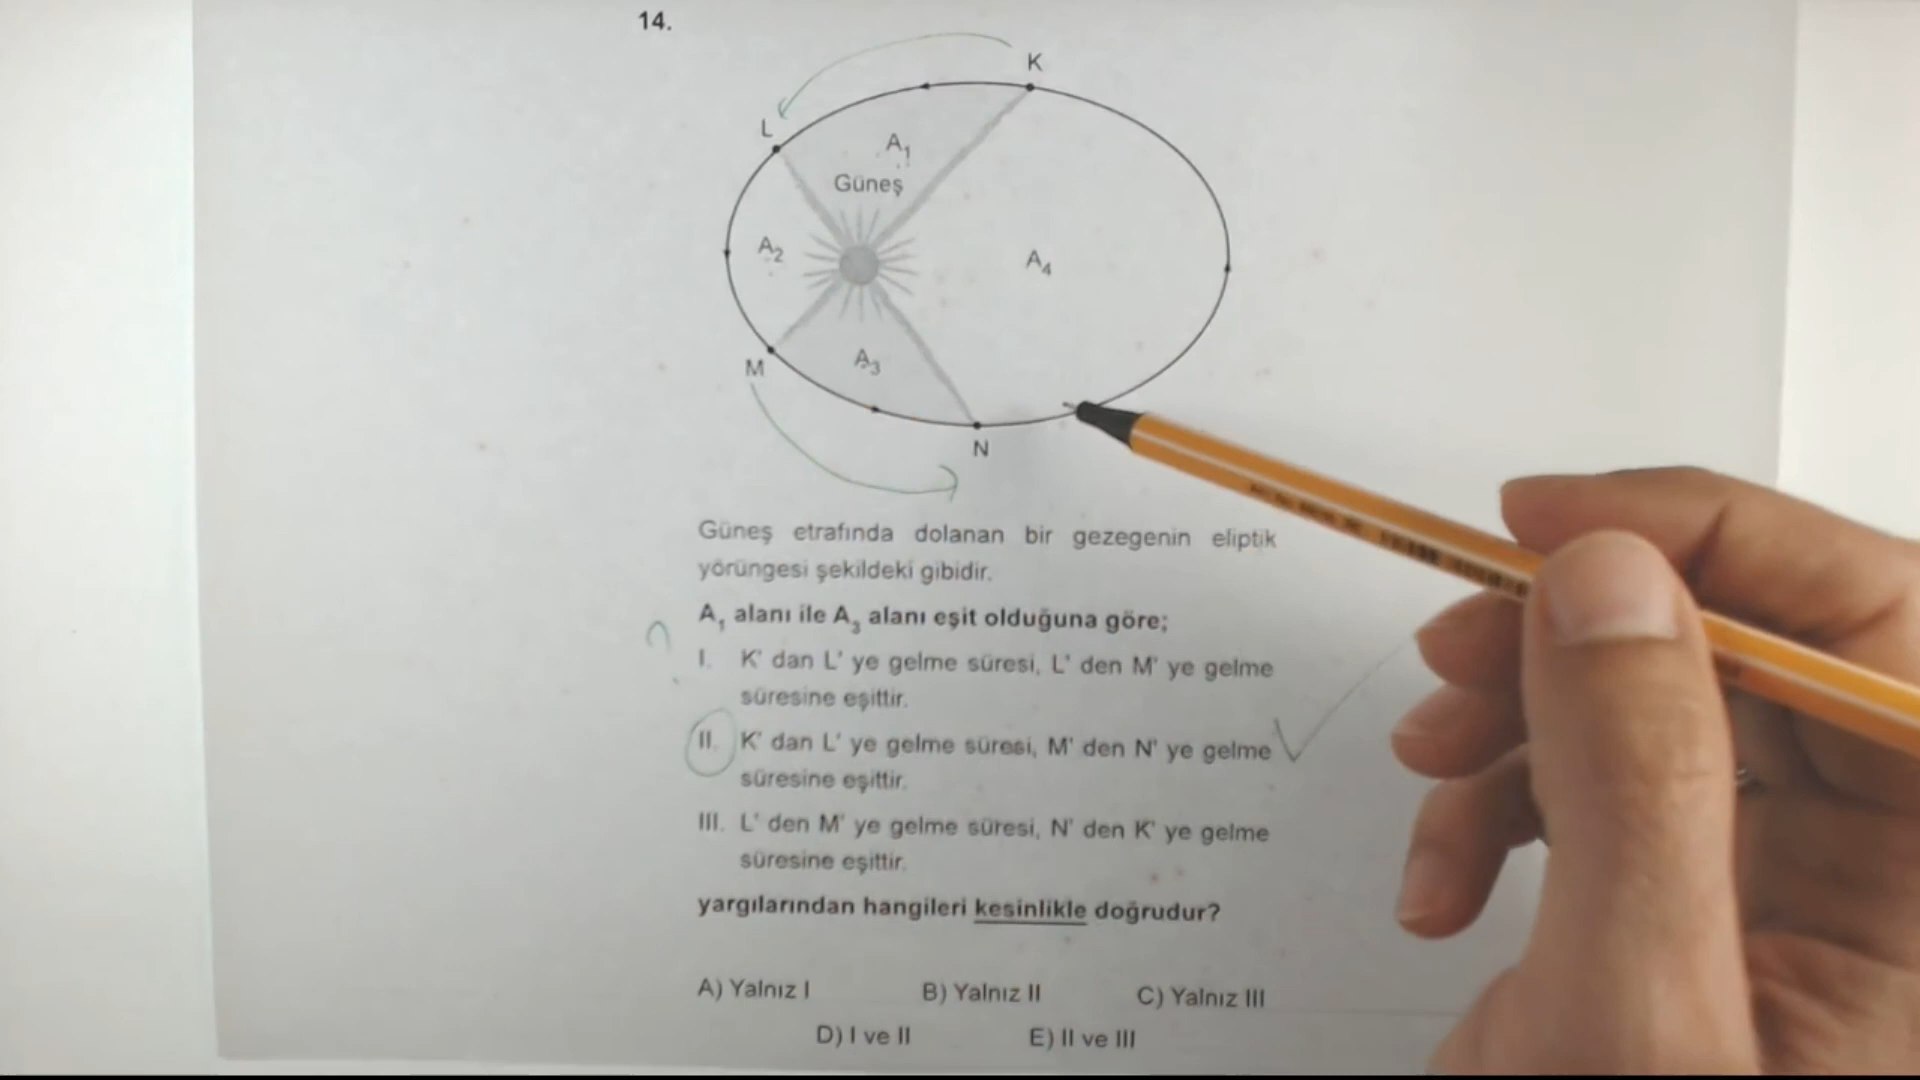 14.
K
L
A₁
Güneş
A₂
A₄
A₃
M
N
Güneş etrafında dolanan bir gezegenin eliptik
yörüngesi şekildeki gibidir.
A₁ alanı ile A₃ alanı eşit olduğuna göre;
I. K' dan L' ye gelme süresi, L' den M' ye gelme
süresine eşittir.
II. K' dan L' ye gelme süresi, M' den N' ye gelme
süresine eşittir.
III. L' den M' ye gelme süresi, N' den K' ye gelme
süresine eşittir.
yargılarından hangileri kesinlikle doğrudur?
A) Yalnız I B) Yalnız II C) Yalnız III
D) I ve II E) II ve III